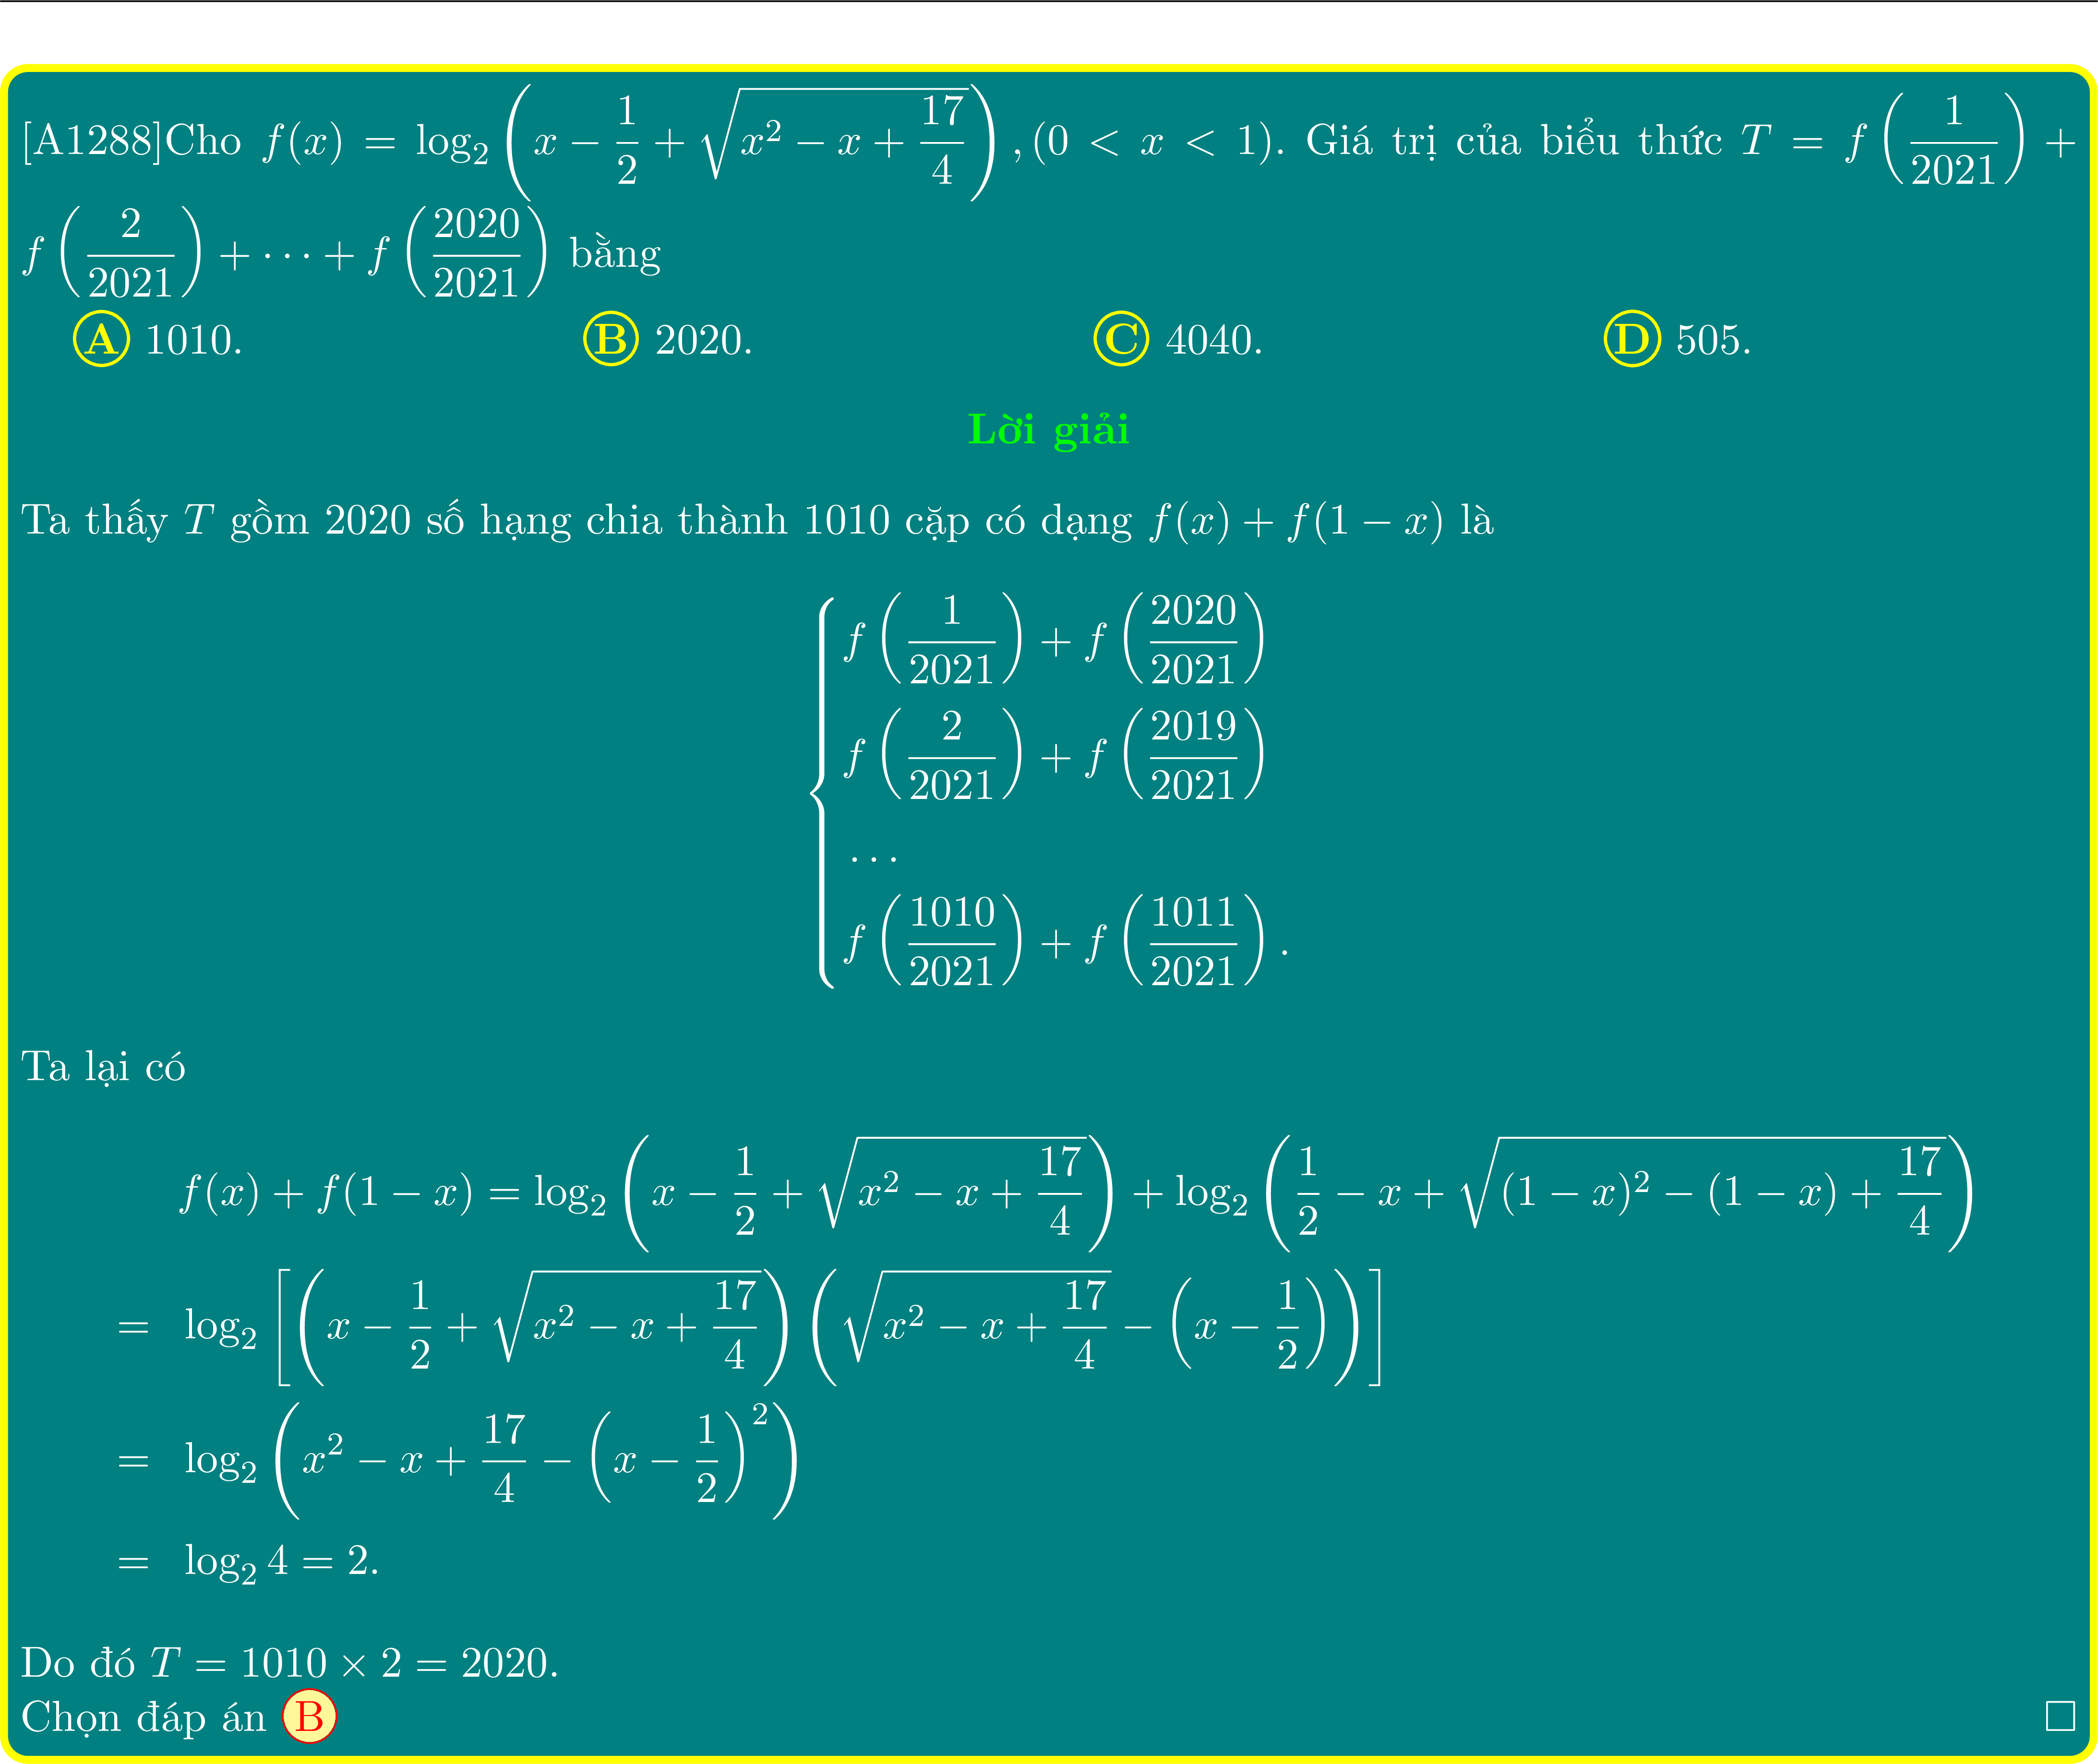 [A1288]Cho $f(x) = \log_2\left(x - \frac{1}{2} + \sqrt{x^2 - x + \frac{17}{4}}\right), (0 < x < 1)$. Giá trị của biểu thức $T = f\left(\frac{1}{2021}\right) +$
$f\left(\frac{2}{2021}\right) + \cdots + f\left(\frac{2020}{2021}\right)$ bằng
A 1010. B 2020. C 4040. D 505.
Lời giải
Ta thấy $T$ gồm 2020 số hạng chia thành 1010 cặp có dạng $f(x) + f(1 - x)$ là
$f\left(\frac{1}{2021}\right) + f\left(\frac{2020}{2021}\right)$
$f\left(\frac{2}{2021}\right) + f\left(\frac{2019}{2021}\right)$
$\cdots$
$f\left(\frac{1010}{2021}\right) + f\left(\frac{1011}{2021}\right).$
Ta lại có
$f(x) + f(1 - x) = \log_2\left(x - \frac{1}{2} + \sqrt{x^2 - x + \frac{17}{4}}\right) + \log_2\left(\frac{1}{2} - x + \sqrt{(1 - x)^2 - (1 - x) + \frac{17}{4}}\right)$
$= \log_2\left[\left(x - \frac{1}{2} + \sqrt{x^2 - x + \frac{17}{4}}\right)\left(\sqrt{x^2 - x + \frac{17}{4}} - \left(x - \frac{1}{2}\right)\right)\right]$
$= \log_2\left(x^2 - x + \frac{17}{4} - \left(x - \frac{1}{2}\right)^2\right)$
$= \log_2 4 = 2.$
Do đó $T = 1010 \times 2 = 2020.$
Chọn đáp án B □